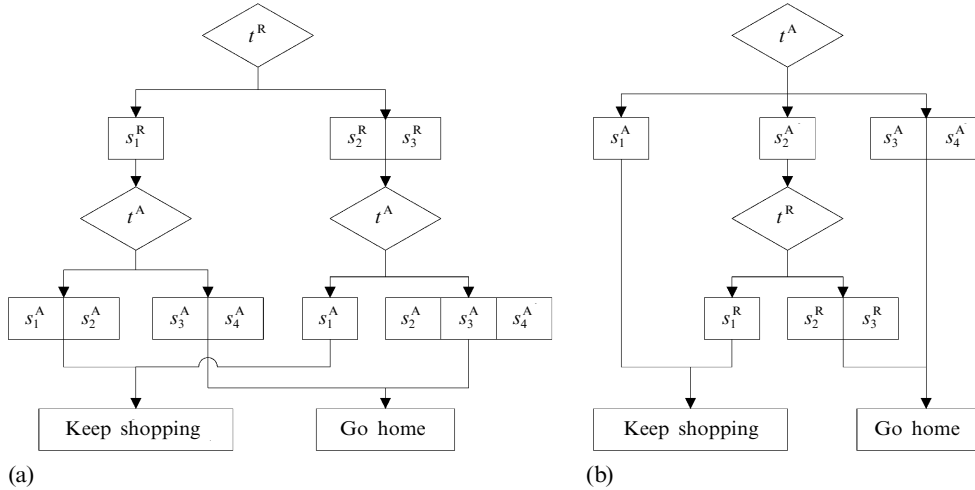 t^R
t^A
s_1^R
s_2^R s_3^R
s_1^A
s_2^A
s_3^A s_4^A
t^A
t^A
t^R
s_1^A s_2^A
s_3^A s_4^A
s_1^A
s_2^A s_3^A s_4^A
s_1^R
s_2^R s_3^R
Keep shopping
Go home
Keep shopping
Go home
(a)
(b)